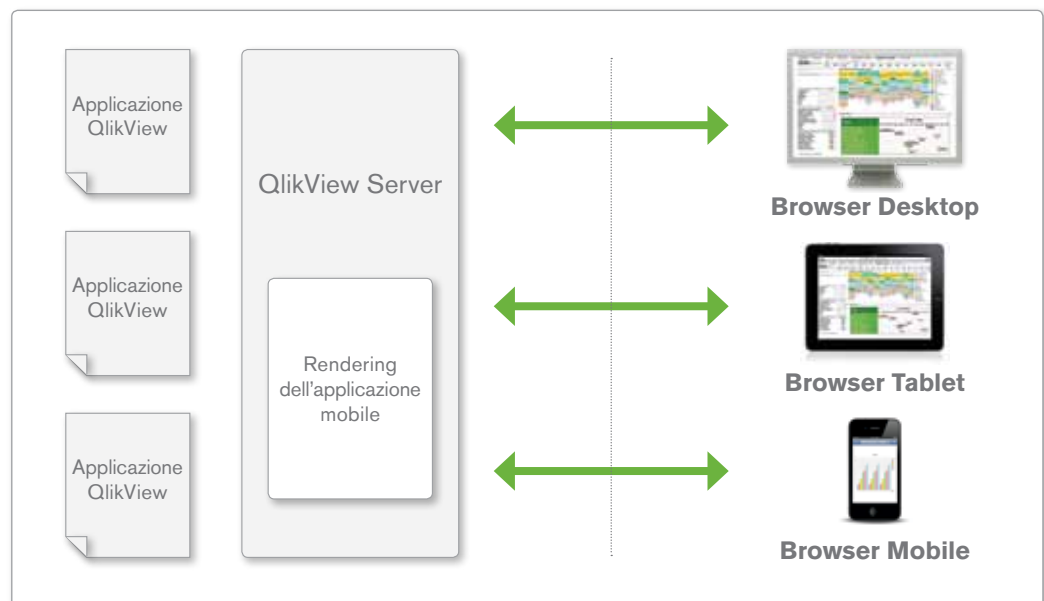 Applicazione
QlikView
Applicazione
QlikView
Applicazione
QlikView
QlikView Server
Rendering
dell'applicazione
mobile
Browser Desktop
Browser Tablet
Browser Mobile